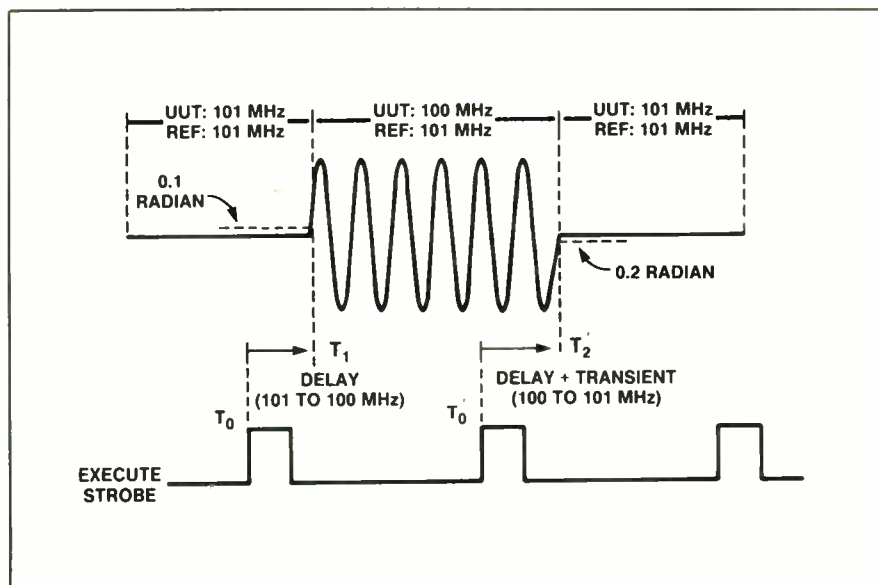 UUT: 101 MHz
REF: 101 MHz
UUT: 100 MHz
REF: 101 MHz
UUT: 101 MHz
REF: 101 MHz
0.1
RADIAN
0.2 RADIAN
T1
DELAY
(101 TO 100 MHz)
T2'
DELAY + TRANSIENT
(100 TO 101 MHz)
T0
T0'
EXECUTE
STROBE